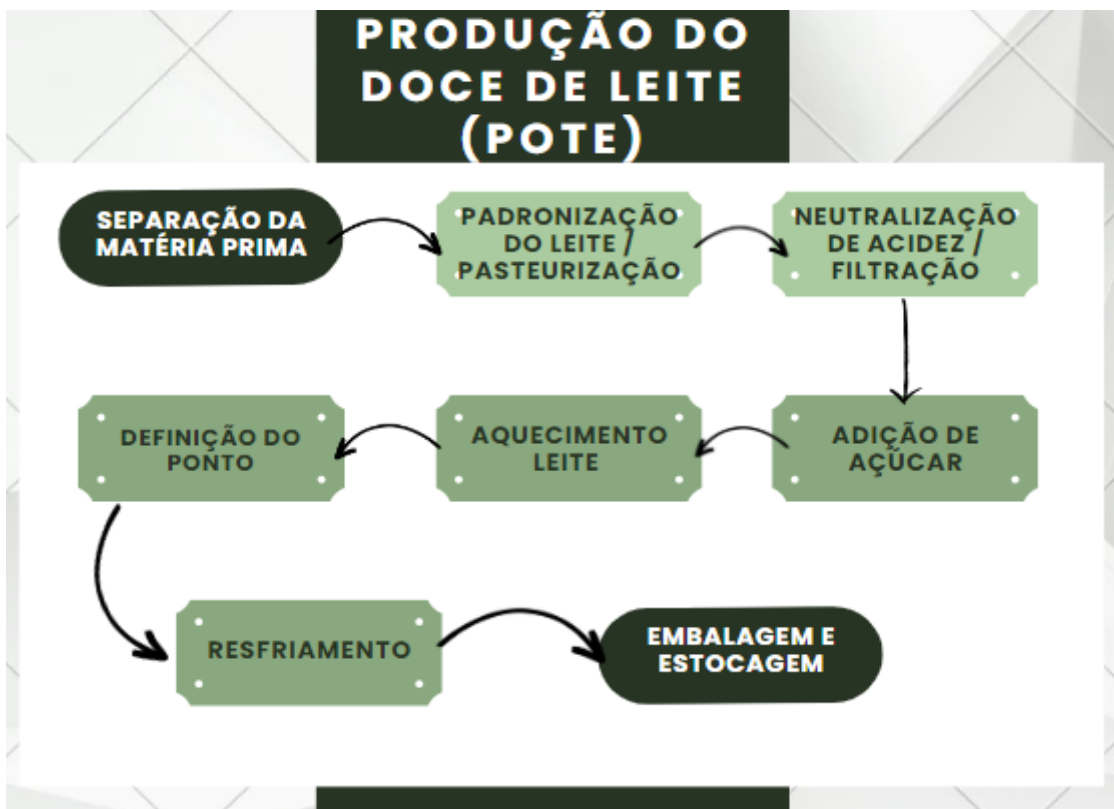 PRODUÇÃO DO
DOCE DE LEITE
(POTE)
SEPARAÇÃO DA
MATÉRIA PRIMA
PADRONIZAÇÃO
DO LEITE /
PASTEURIZAÇÃO
NEUTRALIZAÇÃO
DE ACIDEZ /
FILTRAÇÃO
ADIÇÃO DE
AÇÚCAR
AQUECIMENTO
LEITE
DEFINIÇÃO DO
PONTO
RESFRIAMENTO
EMBALAGEM E
ESTOCAGEM